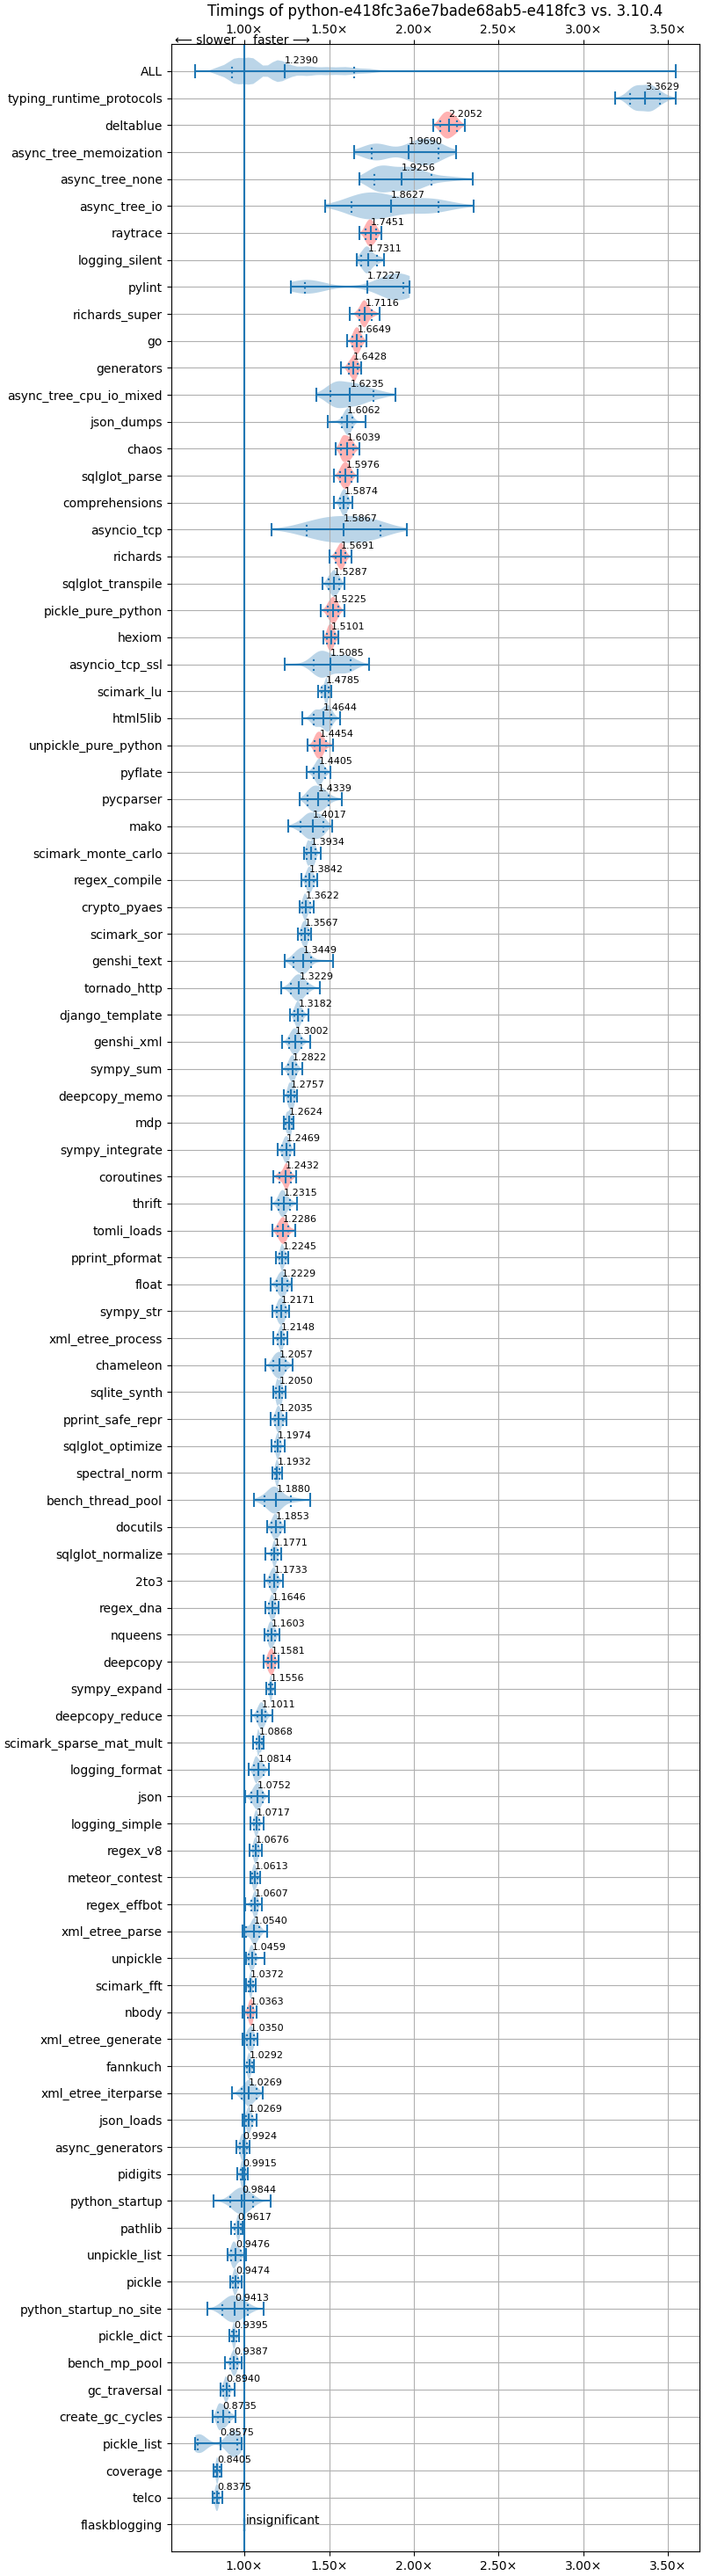 Timings of python-e418fc3a6e7bade68ab5-e418fc3 vs. 3.10.4
1.00× 1.50× 2.00× 2.50× 3.00× 3.50×
⟵ slower faster ⟶
ALL 1.2390
typing_runtime_protocols 3.3629
deltablue 2.2052
async_tree_memoization 1.9690
async_tree_none 1.9256
async_tree_io 1.8627
raytrace 1.7451
logging_silent 1.7311
pylint 1.7227
richards_super 1.7116
go 1.6649
generators 1.6428
async_tree_cpu_io_mixed 1.6235
json_dumps 1.6062
chaos 1.6039
sqlglot_parse 1.5976
comprehensions 1.5874
asyncio_tcp 1.5867
richards 1.5691
sqlglot_transpile 1.5287
pickle_pure_python 1.5225
hexiom 1.5101
asyncio_tcp_ssl 1.5085
scimark_lu 1.4785
html5lib 1.4644
unpickle_pure_python 1.4454
pyflate 1.4405
pycparser 1.4339
mako 1.4017
scimark_monte_carlo 1.3934
regex_compile 1.3842
crypto_pyaes 1.3622
scimark_sor 1.3567
genshi_text 1.3449
tornado_http 1.3229
django_template 1.3182
genshi_xml 1.3002
sympy_sum 1.2822
deepcopy_memo 1.2757
mdp 1.2624
sympy_integrate 1.2469
coroutines 1.2432
thrift 1.2315
tomli_loads 1.2286
pprint_pformat 1.2245
float 1.2229
sympy_str 1.2171
xml_etree_process 1.2148
chameleon 1.2057
sqlite_synth 1.2050
pprint_safe_repr 1.2035
sqlglot_optimize 1.1974
spectral_norm 1.1932
bench_thread_pool 1.1880
docutils 1.1853
sqlglot_normalize 1.1771
2to3 1.1733
regex_dna 1.1646
nqueens 1.1603
deepcopy 1.1581
sympy_expand 1.1556
deepcopy_reduce 1.1011
scimark_sparse_mat_mult 1.0868
logging_format 1.0814
json 1.0752
logging_simple 1.0717
regex_v8 1.0676
meteor_contest 1.0613
regex_effbot 1.0607
xml_etree_parse 1.0540
unpickle 1.0459
scimark_fft 1.0372
nbody 1.0363
xml_etree_generate 1.0350
fannkuch 1.0292
xml_etree_iterparse 1.0269
json_loads 1.0269
async_generators 0.9924
pidigits 0.9915
python_startup 0.9844
pathlib 0.9617
unpickle_list 0.9476
pickle 0.9474
python_startup_no_site 0.9413
pickle_dict 0.9395
bench_mp_pool 0.9387
gc_traversal 0.8940
create_gc_cycles 0.8735
pickle_list 0.8575
coverage 0.8405
telco 0.8375
flaskblogging insignificant
1.00× 1.50× 2.00× 2.50× 3.00× 3.50×